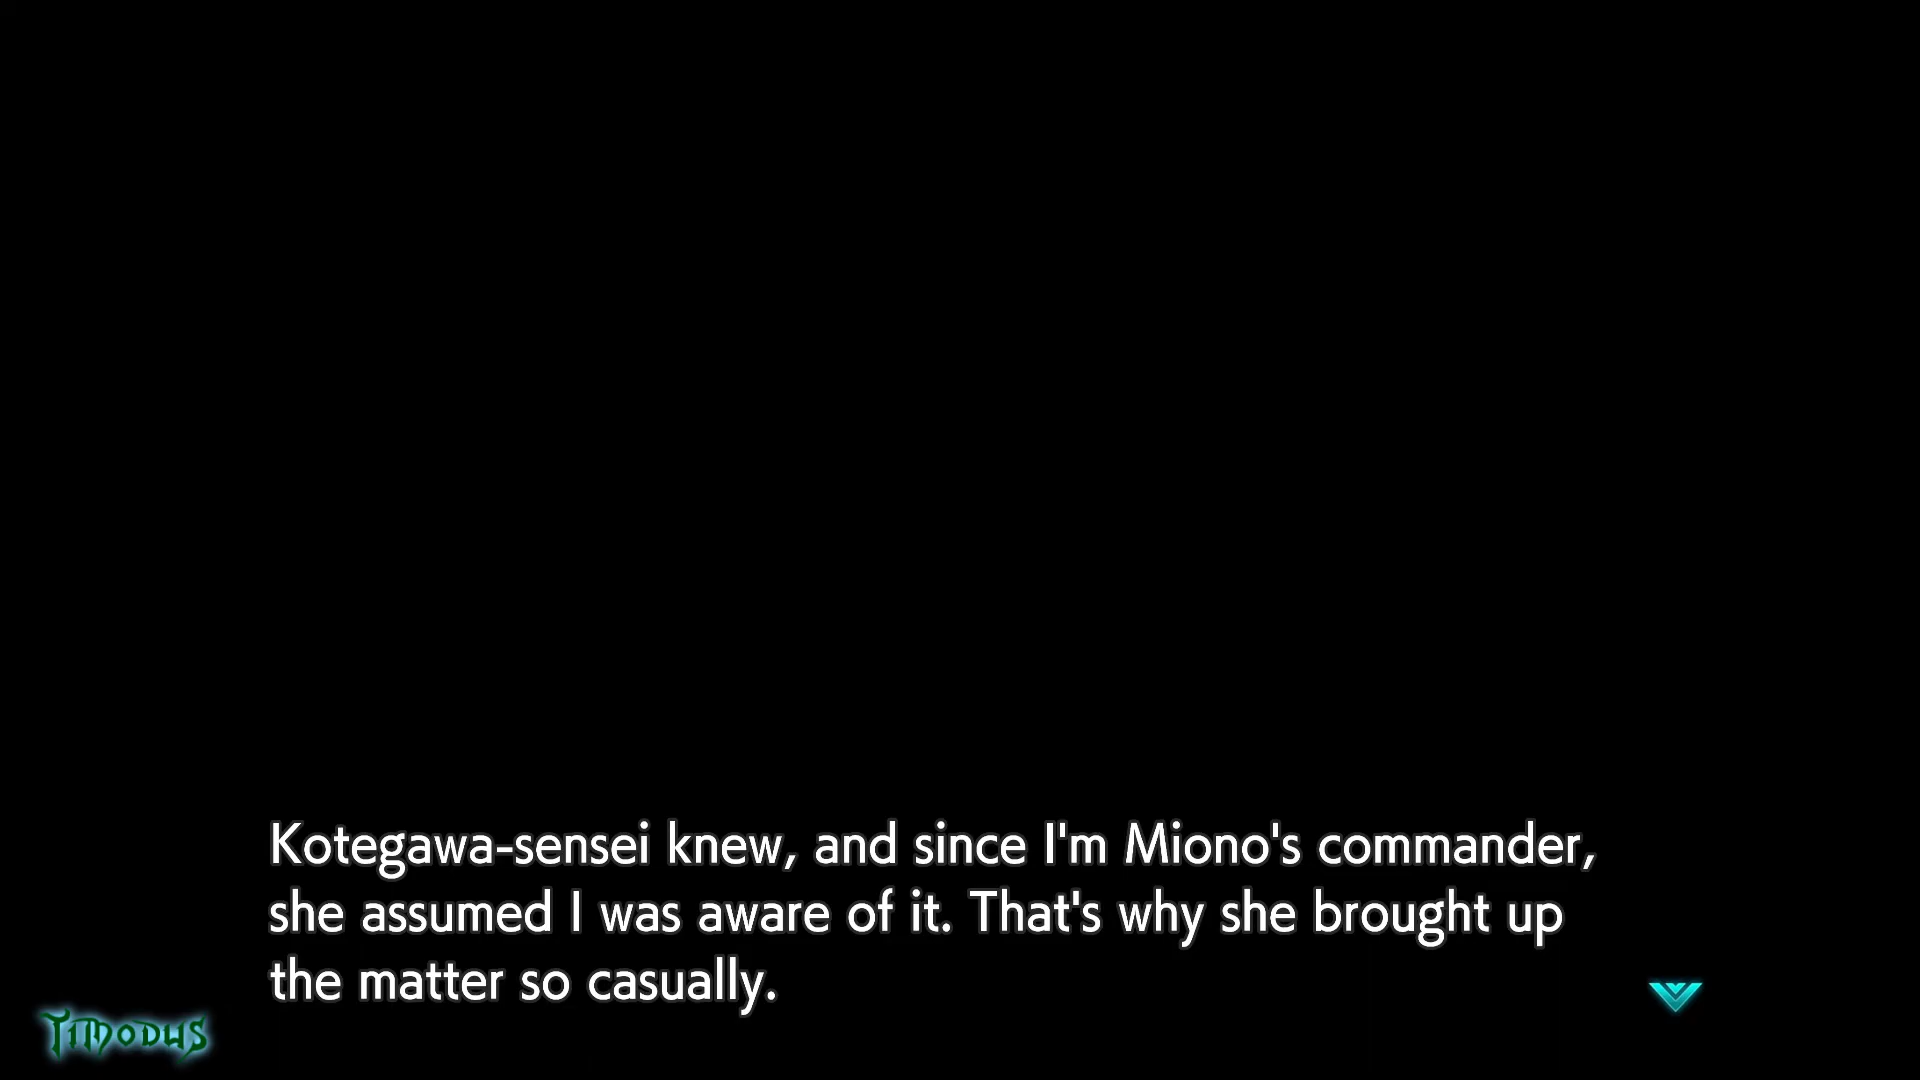 Kotegawa-sensei knew, and since I'm Miono's commander,
she assumed I was aware of it. That's why she brought up
the matter so casually.
TIMODUS